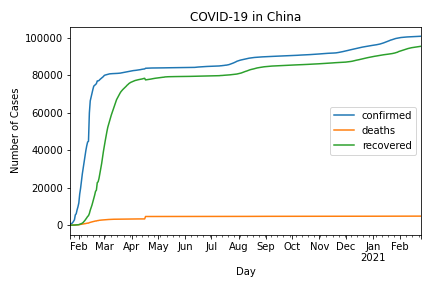 COVID-19 in China
Number of Cases
100000
80000
60000
40000
20000
0
confirmed
deaths
recovered
Feb Mar Apr May Jun Jul Aug Sep Oct Nov Dec Jan Feb
2021
Day